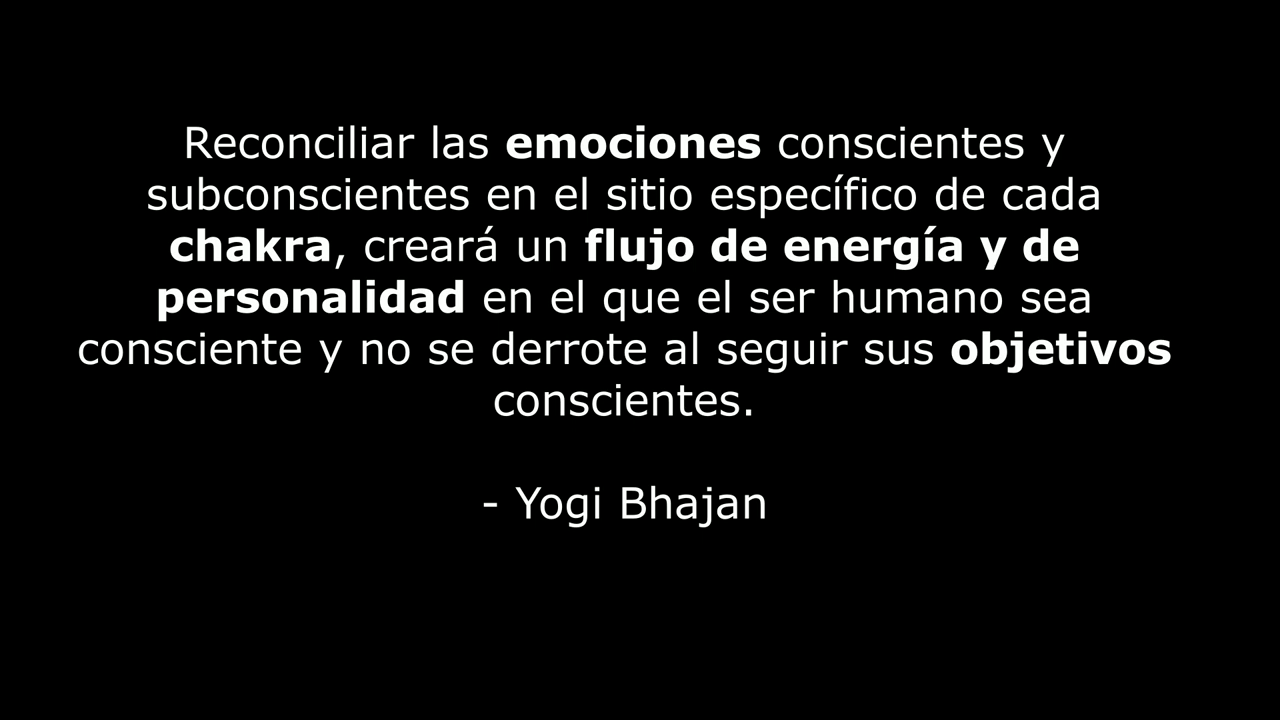 Reconciliar las emociones conscientes y
subconscientes en el sitio específico de cada
chakra, creará un flujo de energía y de
personalidad en el que el ser humano sea
consciente y no se derrote al seguir sus objetivos
conscientes.
- Yogi Bhajan